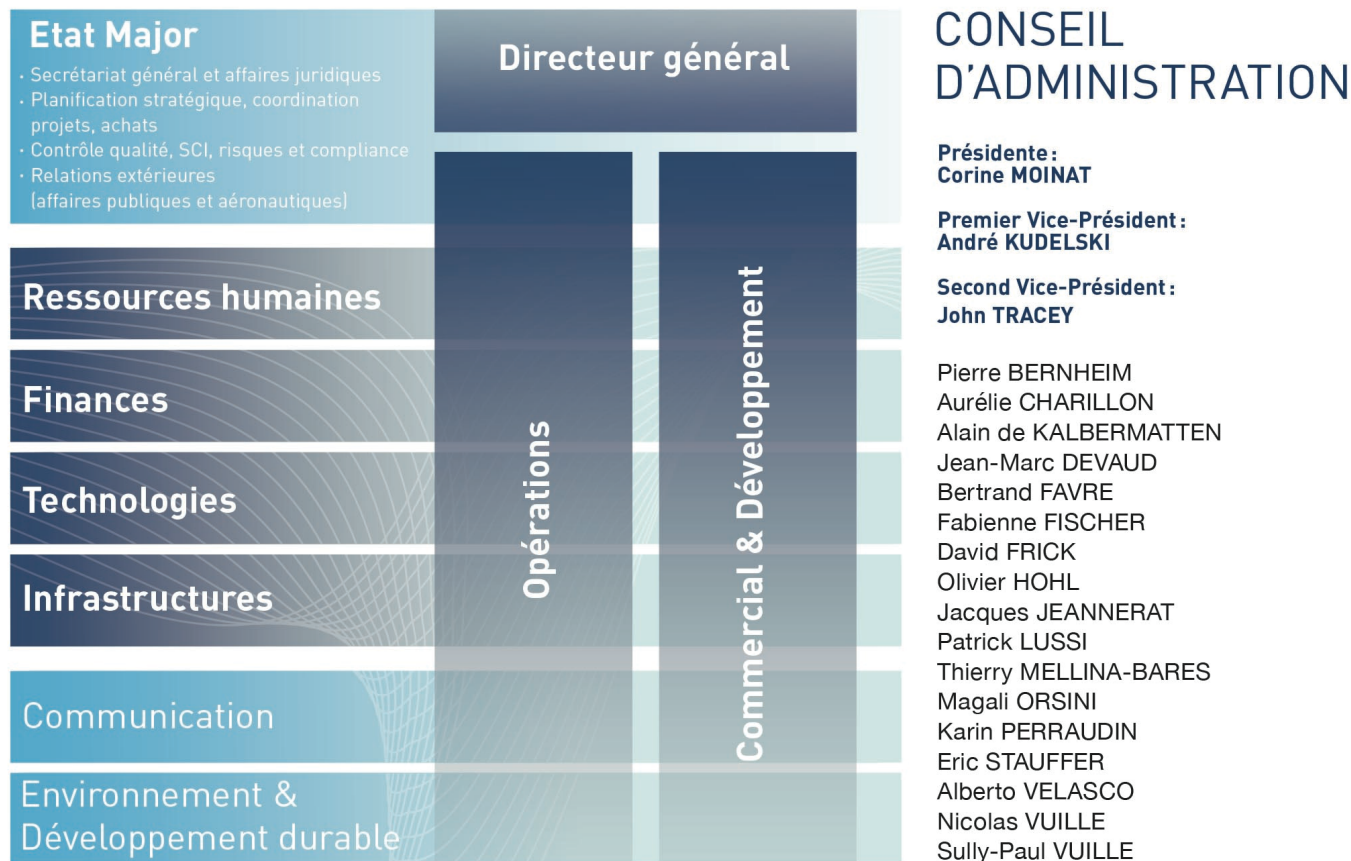 Etat Major
· Secrétariat général et affaires juridiques
· Planification stratégique, coordination
projets, achats
· Contrôle qualité, SCI, risques et compliance
· Relations extérieures
(affaires publiques et aéronautiques)
Directeur général
Ressources humaines
Finances
Technologies
Infrastructures
Communication
Environnement &
Développement durable
Opérations
Commercial & Développement
CONSEIL
D'ADMINISTRATION
Présidente :
Corine MOINAT
Premier Vice-Président :
André KUDELSKI
Second Vice-Président :
John TRACEY
Pierre BERNHEIM
Aurélie CHARILLON
Alain de KALBERMATTEN
Jean-Marc DEVAUD
Bertrand FAVRE
Fabienne FISCHER
David FRICK
Olivier HOHL
Jacques JEANNERAT
Patrick LUSSI
Thierry MELLINA-BARES
Magali ORSINI
Karin PERRAUDIN
Eric STAUFFER
Alberto VELASCO
Nicolas VUILLE
Sully-Paul VUILLE